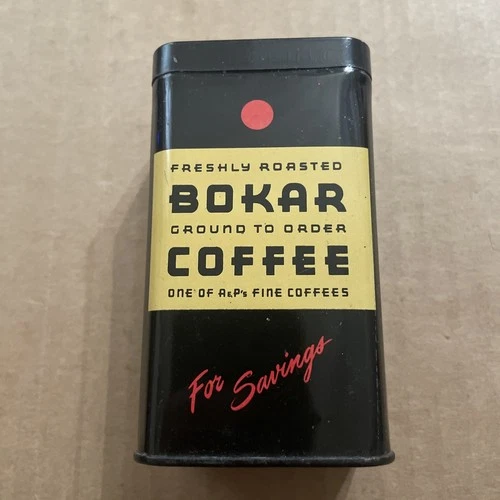 FRESHLY ROASTED
BOKAR
GROUND TO ORDER
COFFEE
ONE OF A&P's FINE COFFEES
For Savings